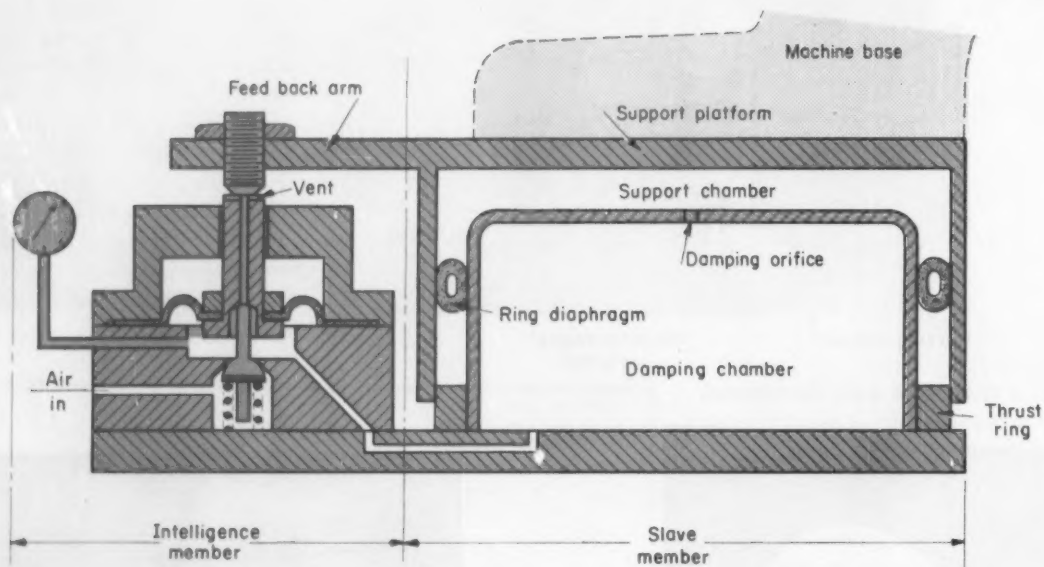 Machine base
Feed back arm
Support platform
Vent
Support chamber
Damping orifice
Ring diaphragm
Air
in
Damping chamber
Thrust
ring
Intelligence
member
Slave
member